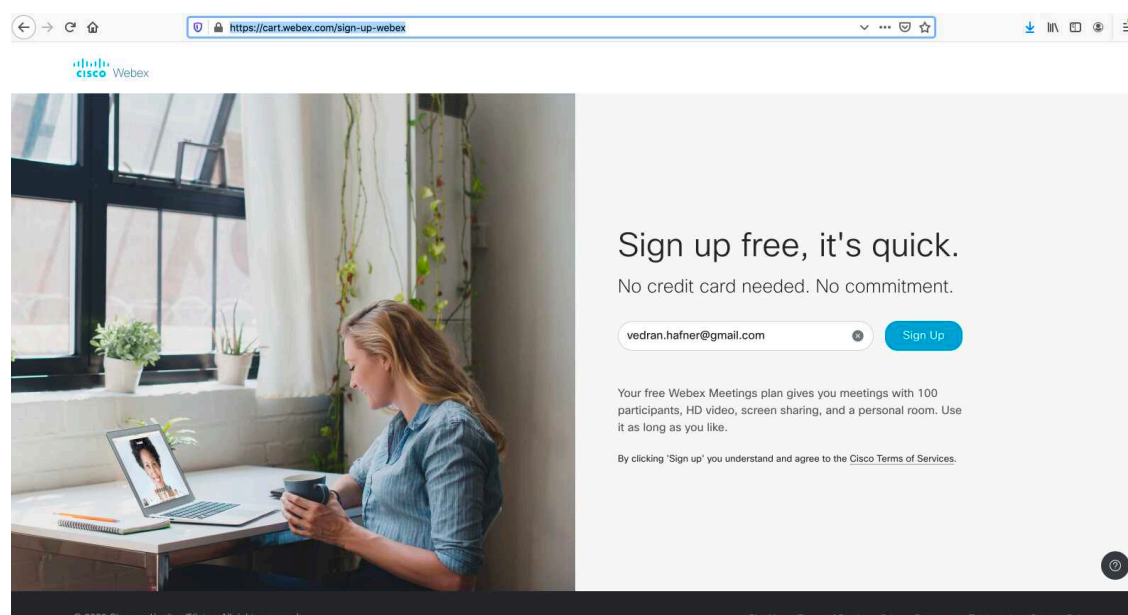 https://cart.webex.com/sign-up-webex
cisco Webex
Sign up free, it's quick.
No credit card needed. No commitment.
vedran.hafner@gmail.com
Sign Up
Your free Webex Meetings plan gives you meetings with 100
participants, HD video, screen sharing, and a personal room. Use
it as long as you like.
By clicking 'Sign up' you understand and agree to the Cisco Terms of Services.